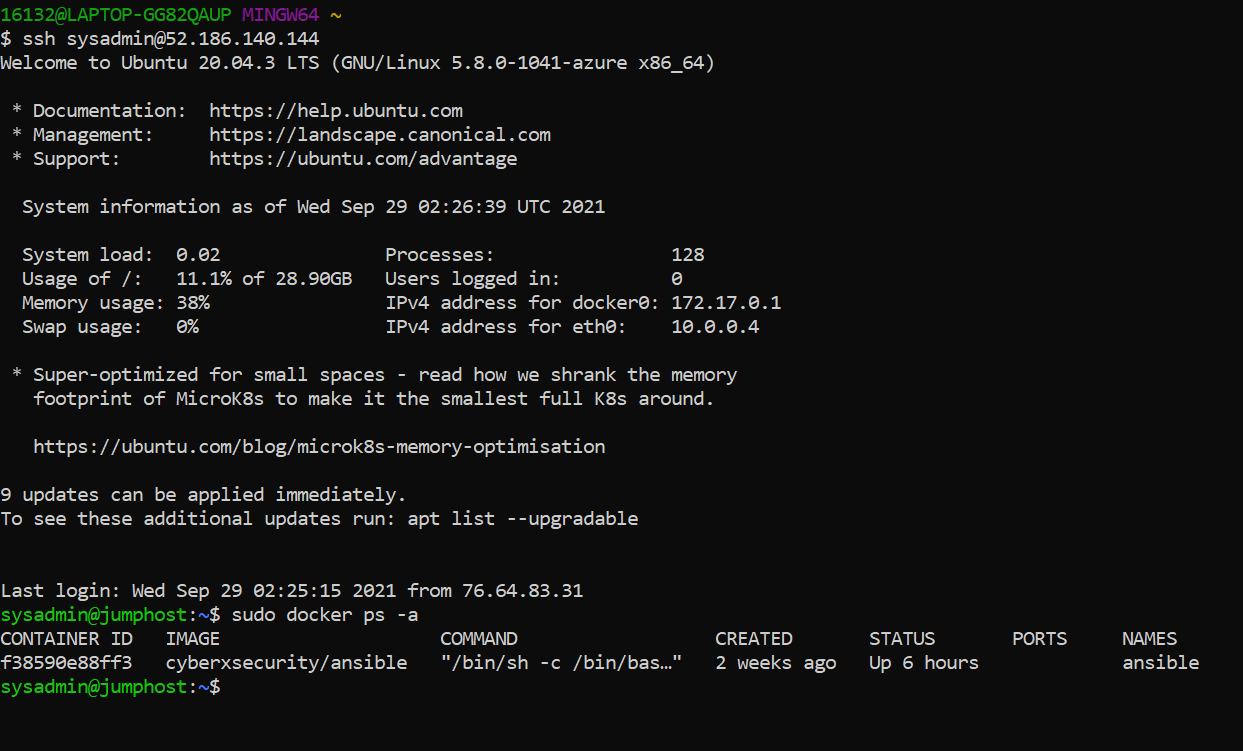 16132@LAPTOP-GG82QAUP MINGW64 ~
$ ssh sysadmin@52.186.140.144
Welcome to Ubuntu 20.04.3 LTS (GNU/Linux 5.8.0-1041-azure x86_64)
* Documentation: https://help.ubuntu.com
* Management: https://landscape.canonical.com
* Support: https://ubuntu.com/advantage
System information as of Wed Sep 29 02:26:39 UTC 2021
System load: 0.02 Processes: 128
Usage of /: 11.1% of 28.90GB Users logged in: 0
Memory usage: 38% IPv4 address for docker0: 172.17.0.1
Swap usage: 0% IPv4 address for eth0: 10.0.0.4
* Super-optimized for small spaces - read how we shrank the memory
footprint of MicroK8s to make it the smallest full K8s around.
https://ubuntu.com/blog/microk8s-memory-optimisation
9 updates can be applied immediately.
To see these additional updates run: apt list --upgradable
Last login: Wed Sep 29 02:25:15 2021 from 76.64.83.31
sysadmin@jumphost:~$ sudo docker ps -a
CONTAINER ID IMAGE COMMAND CREATED STATUS PORTS NAMES
f38590e88ff3 cyberxsecurity/ansible "/bin/sh -c /bin/bas…" 2 weeks ago Up 6 hours ansible
sysadmin@jumphost:~$